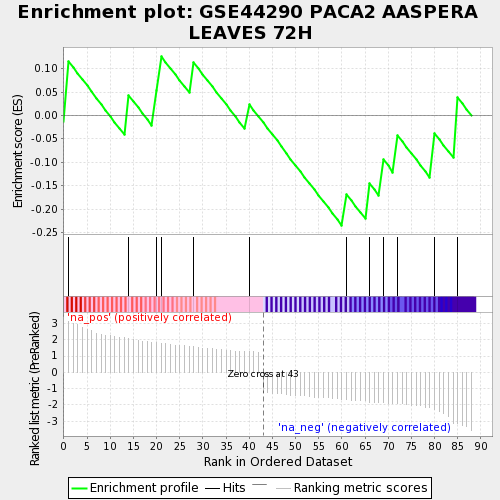 Enrichment plot: GSE44290 PACA2 AASPERA
LEAVES 72H
Enrichment score (ES)
0.10
0.05
0.00
-0.05
-0.10
-0.15
-0.20
-0.25
'na_pos' (positively correlated)
Ranked list metric (PreRanked)
3
2
1
0
-1
-2
-3
Zero cross at 43
'na_neg' (negatively correlated)
0 5 10 15 20 25 30 35 40 45 50 55 60 65 70 75 80 85 90
Rank in Ordered Dataset
Enrichment profile Hits Ranking metric scores